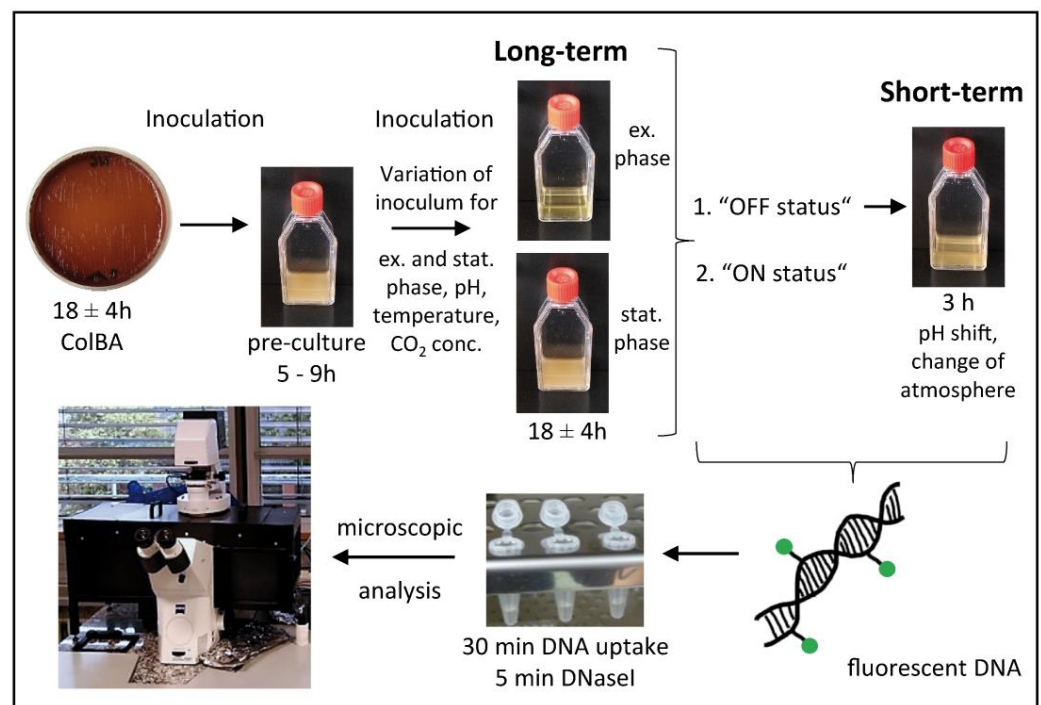 Long-term
Short-term
Inoculation
Inoculation
Variation of
inoculum for
ex. and stat.
phase, pH,
temperature,
CO₂ conc.
ex.
phase
stat.
phase
18 ± 4h
ColBA
pre-culture
5 - 9h
18 ± 4h
1. “OFF status“
2. “ON status“
3 h
pH shift,
change of
atmosphere
microscopic
analysis
30 min DNA uptake
5 min DNaseI
fluorescent DNA